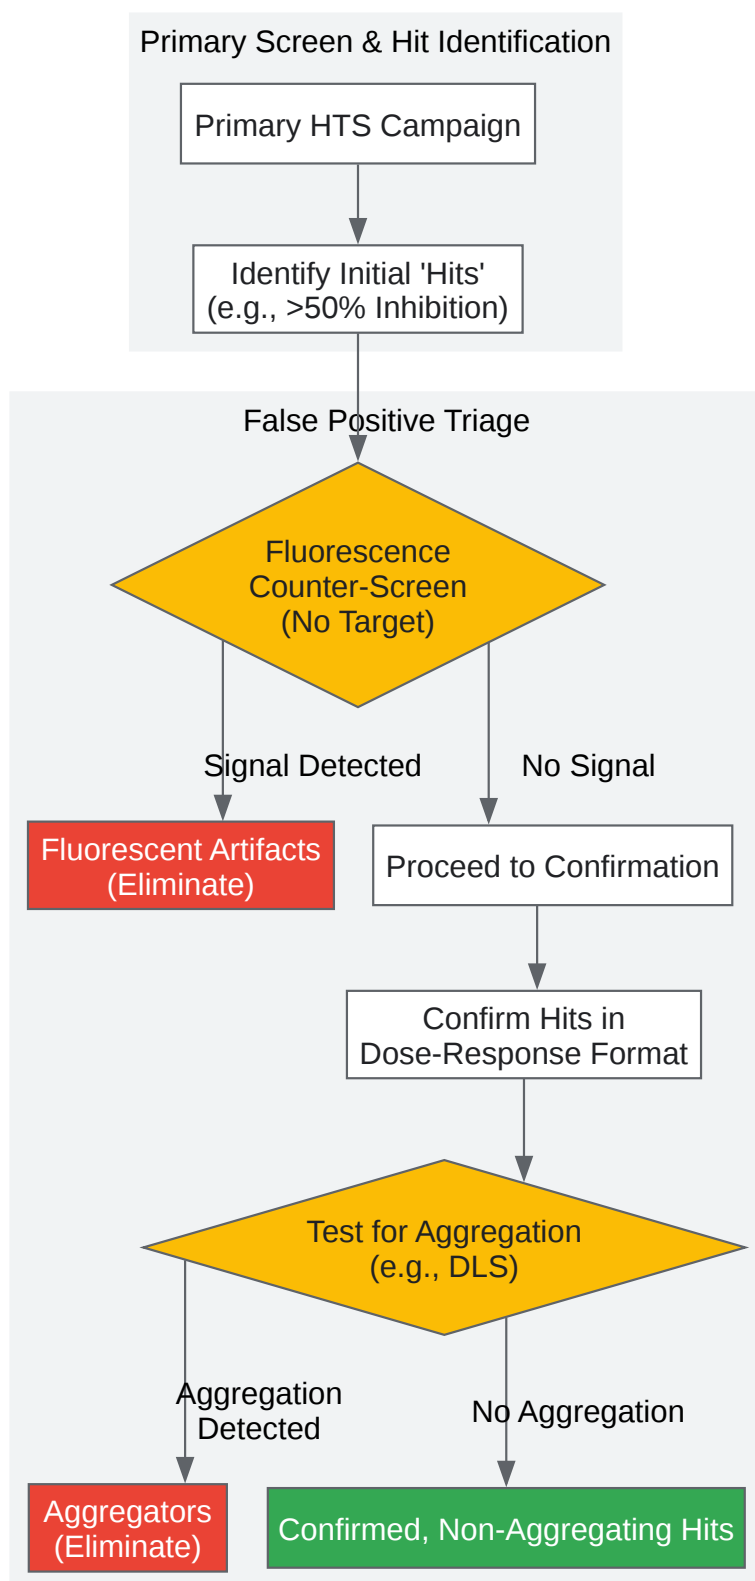 Primary Screen & Hit Identification
Primary HTS Campaign
Identify Initial 'Hits'
(e.g., >50% Inhibition)
False Positive Triage
Fluorescence
Counter-Screen
(No Target)
Signal Detected
No Signal
Fluorescent Artifacts
(Eliminate)
Proceed to Confirmation
Confirm Hits in
Dose-Response Format
Test for Aggregation
(e.g., DLS)
Aggregation
Detected
No Aggregation
Aggregators
(Eliminate)
Confirmed, Non-Aggregating Hits